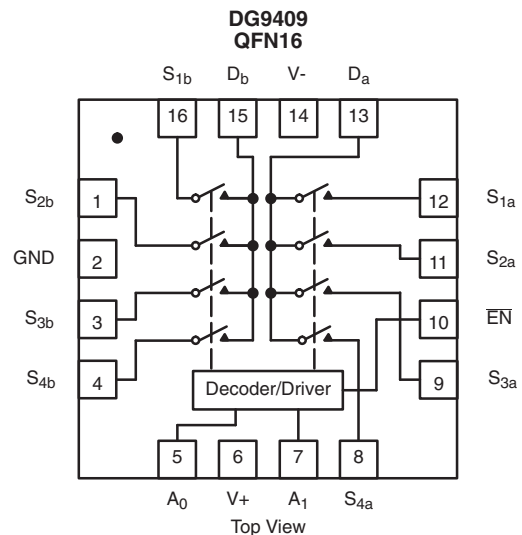 DG9409
QFN16
S1b Db V- Da
16 15 14 13
S2b 1 12 S1a
GND 2 11 S2a
S3b 3 10 E̅N̅
S4b 4 9 S3a
Decoder/Driver
5 6 7 8
A0 V+ A1 S4a
Top View